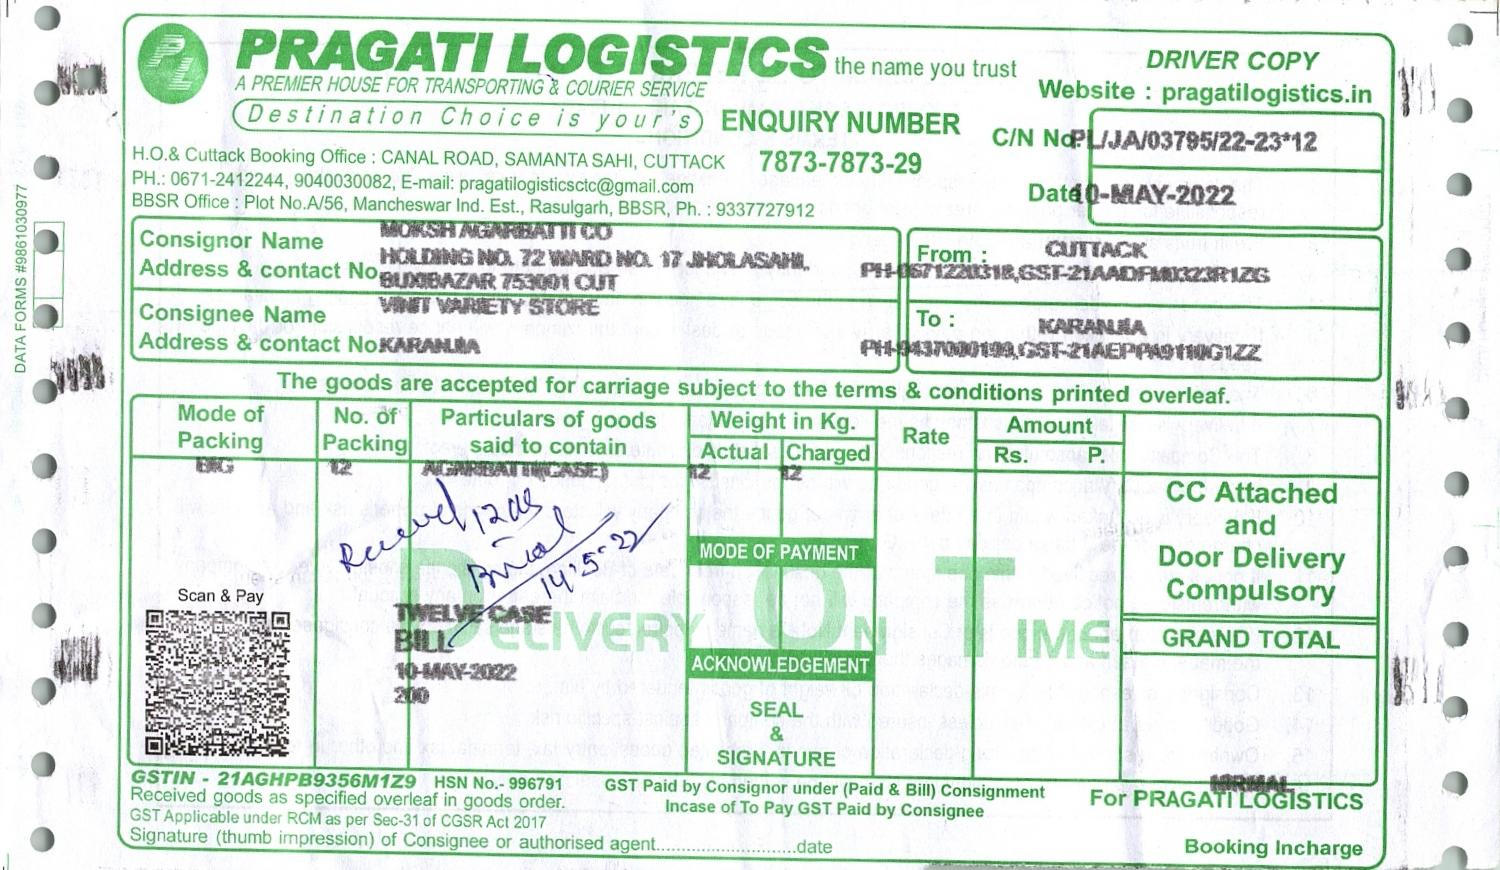 PRAGATI LOGISTICS the name you trust
A PREMIER HOUSE FOR TRANSPORTING & COURIER SERVICE
Destination Choice is your's
DRIVER COPY
Website : pragatilogistics.in
ENQUIRY NUMBER
7873-7873-29
C/N No PL/JA/03795/22-23*12
Date 10-MAY-2022
H.O.& Cuttack Booking Office : CANAL ROAD, SAMANTA SAHI, CUTTACK
PH.: 0671-2412244, 9040030082, E-mail: pragatilogisticsctc@gmail.com
BBSR Office : Plot No.A/56, Mancheswar Ind. Est., Rasulgarh, BBSR, Ph. : 9337727912
DATA FORMS #9861030977
Consignor Name MOKSH AGARBATTI CO
Address & contact No. HOLDING NO. 72 WARD NO. 17 JHOLASAHI,
BUXIBAZAR 753001 CUT
From : CUTTACK
PH-0671220318,GST-21AADFM0323R1ZG
Consignee Name VINIT VARIETY STORE
Address & contact No. KARANJIA
To : KARANJIA
PH-9437000199,GST-21AEPPA9110G1ZZ
The goods are accepted for carriage subject to the terms & conditions printed overleaf.
Mode of Packing
No. of Packing
Particulars of goods said to contain
Weight in Kg.
Actual Charged
Rate
Amount
Rs. P.
BIG 12 AGARBATTI(CASE) 12 12
CC Attached
and
Door Delivery
Compulsory
Received 12 cs
14-5-22
MODE OF PAYMENT
DELIVERY ON TIME
Scan & Pay
TWELVE CASE
BILL
10-MAY-2022
200
GRAND TOTAL
ACKNOWLEDGEMENT
SEAL
&
SIGNATURE
GSTIN - 21AGHPB9356M1Z9 HSN No.- 996791
Received goods as specified overleaf in goods order.
GST Applicable under RCM as per Sec-31 of CGSR Act 2017
Signature (thumb impression) of Consignee or authorised agent............................date
GST Paid by Consignor under (Paid & Bill) Consignment
Incase of To Pay GST Paid by Consignee
NIRMAL
For PRAGATI LOGISTICS
Booking Incharge